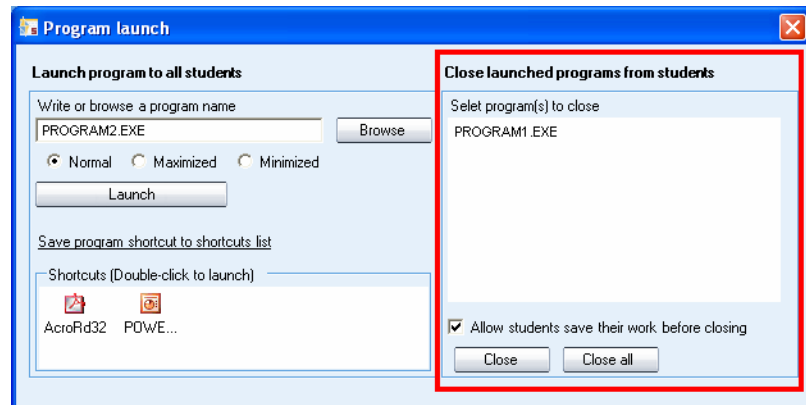 Program launch
Launch program to all students
Write or browse a program name
PROGRAM2.EXE
Browse
Normal Maximized Minimized
Launch
Save program shortcut to shortcuts list
Shortcuts (Double-click to launch)
AcroRd32 POWE...
Close launched programs from students
Selet program(s) to close
PROGRAM1.EXE
Allow students save their work before closing
Close Close all